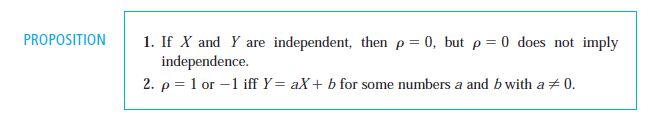 PROPOSITION
1. If X and Y are independent, then ρ = 0, but ρ = 0 does not imply
independence.
2. ρ = 1 or −1 iff Y = aX + b for some numbers a and b with a ≠ 0.